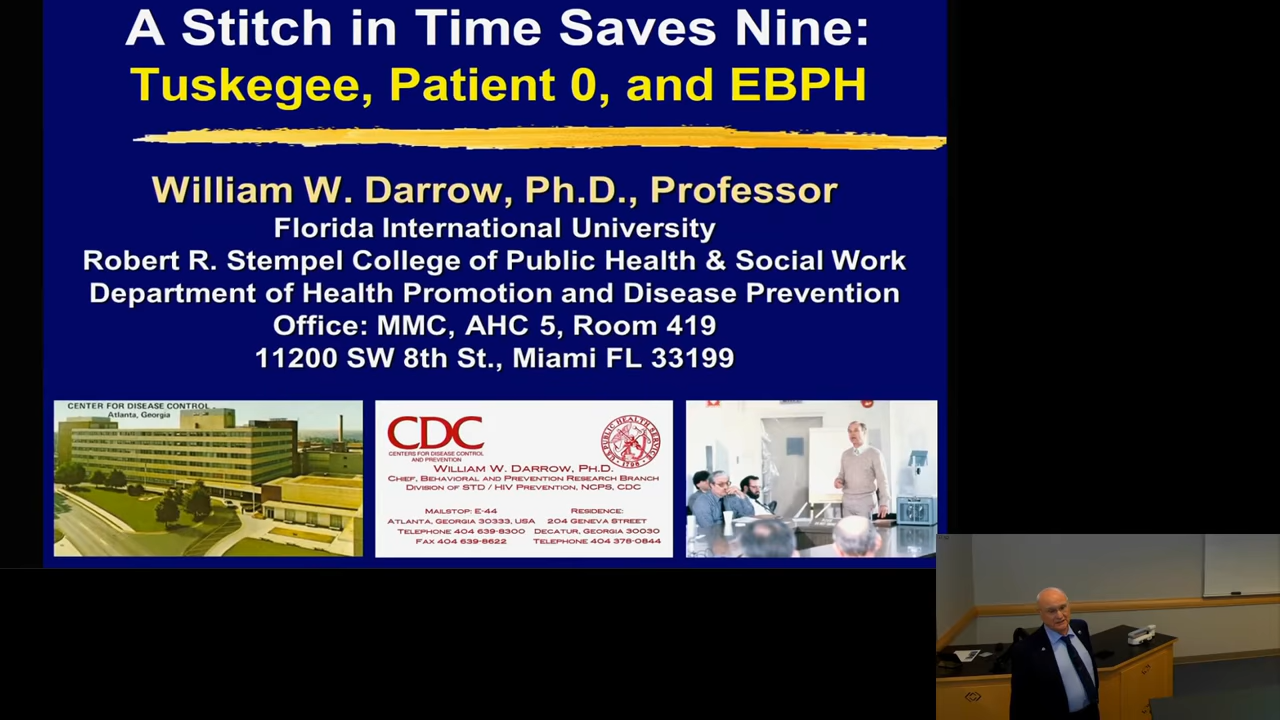 A Stitch in Time Saves Nine:
Tuskegee, Patient 0, and EBPH
William W. Darrow, Ph.D., Professor
Florida International University
Robert R. Stempel College of Public Health & Social Work
Department of Health Promotion and Disease Prevention
Office: MMC, AHC 5, Room 419
11200 SW 8th St., Miami FL 33199
CENTER FOR DISEASE CONTROL
Atlanta, Georgia
CDC
CENTERS FOR DISEASE CONTROL
AND PREVENTION
WILLIAM W. DARROW, PH.D.
CHIEF, BEHAVIORAL AND PREVENTION RESEARCH BRANCH
DIVISION OF STD / HIV PREVENTION, NCPS, CDC
MAILSTOP: E-44
ATLANTA, GEORGIA 30333, USA
TELEPHONE 404 639-8300
FAX 404 639-8622
RESIDENCE:
204 GENEVA STREET
DECATUR, GEORGIA 30030
TELEPHONE 404 378-0844